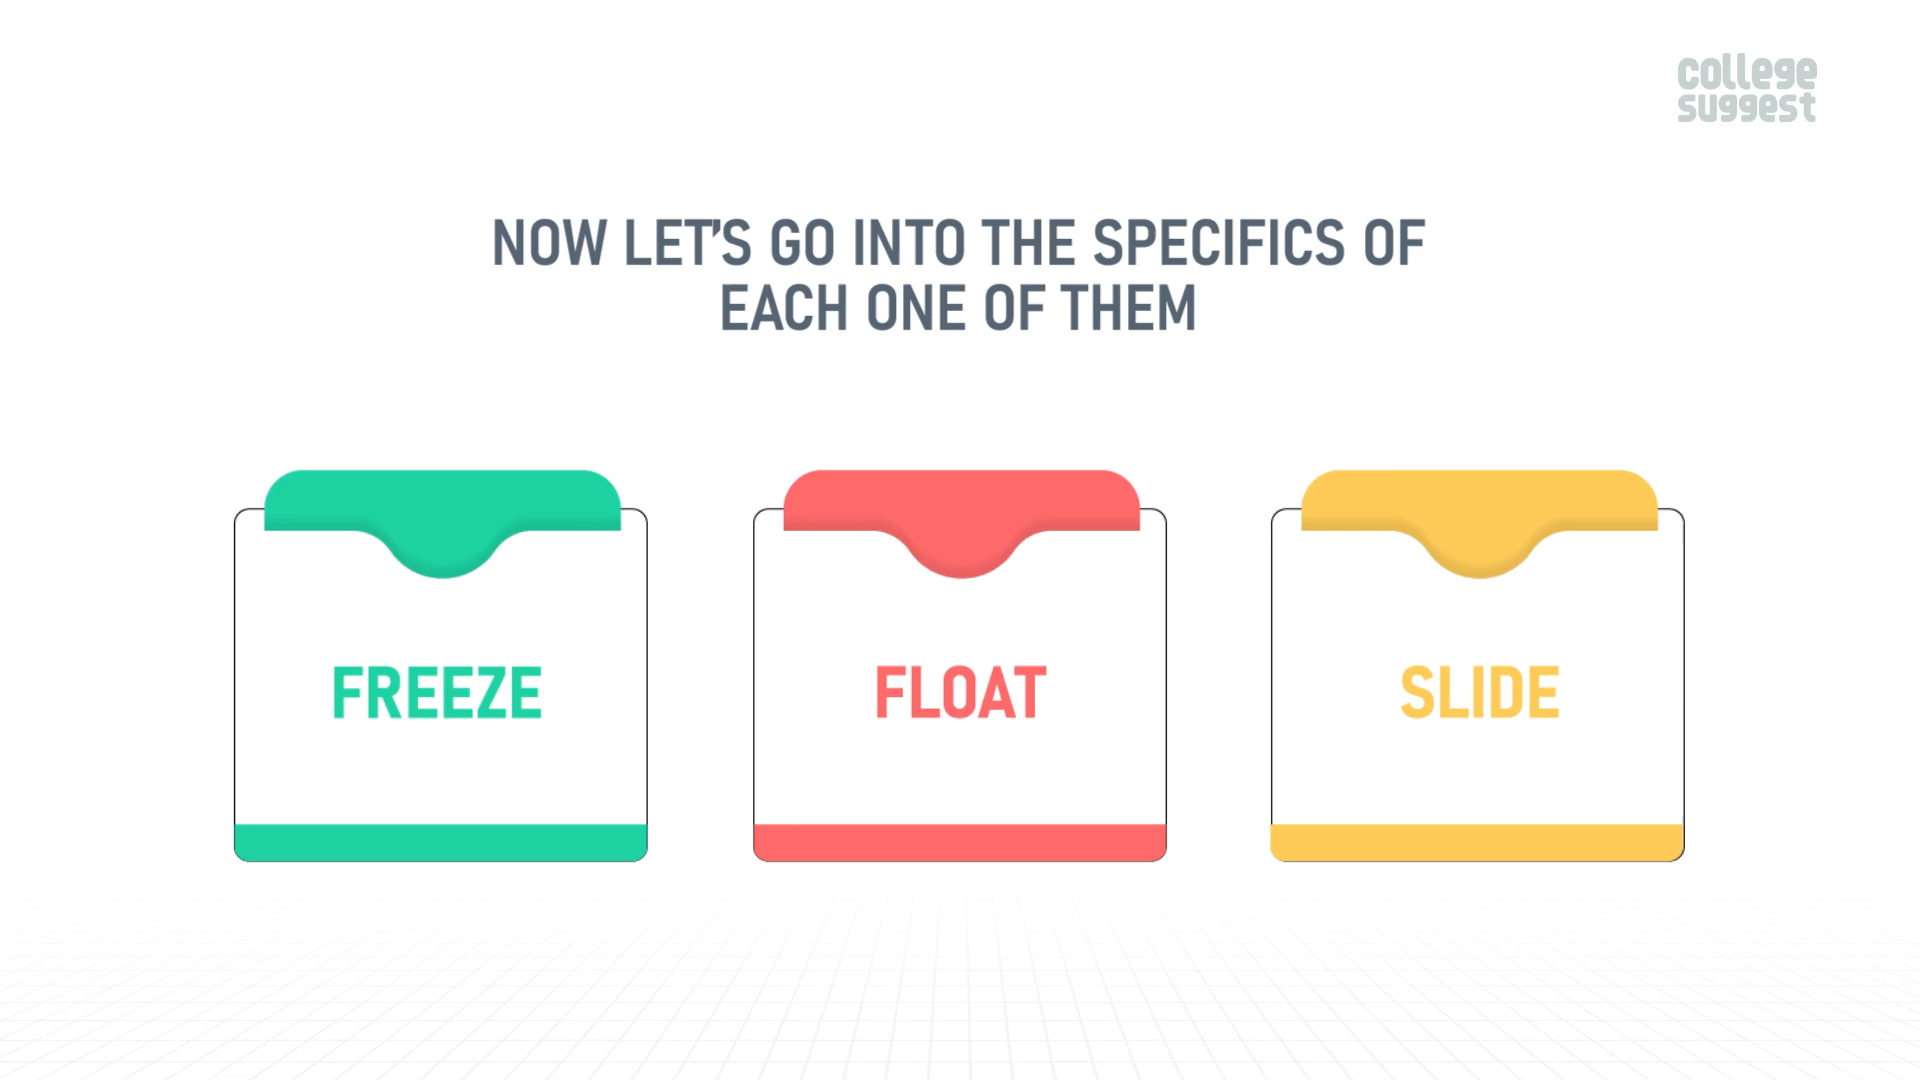 college
suggest
NOW LET'S GO INTO THE SPECIFICS OF
EACH ONE OF THEM
FREEZE
FLOAT
SLIDE